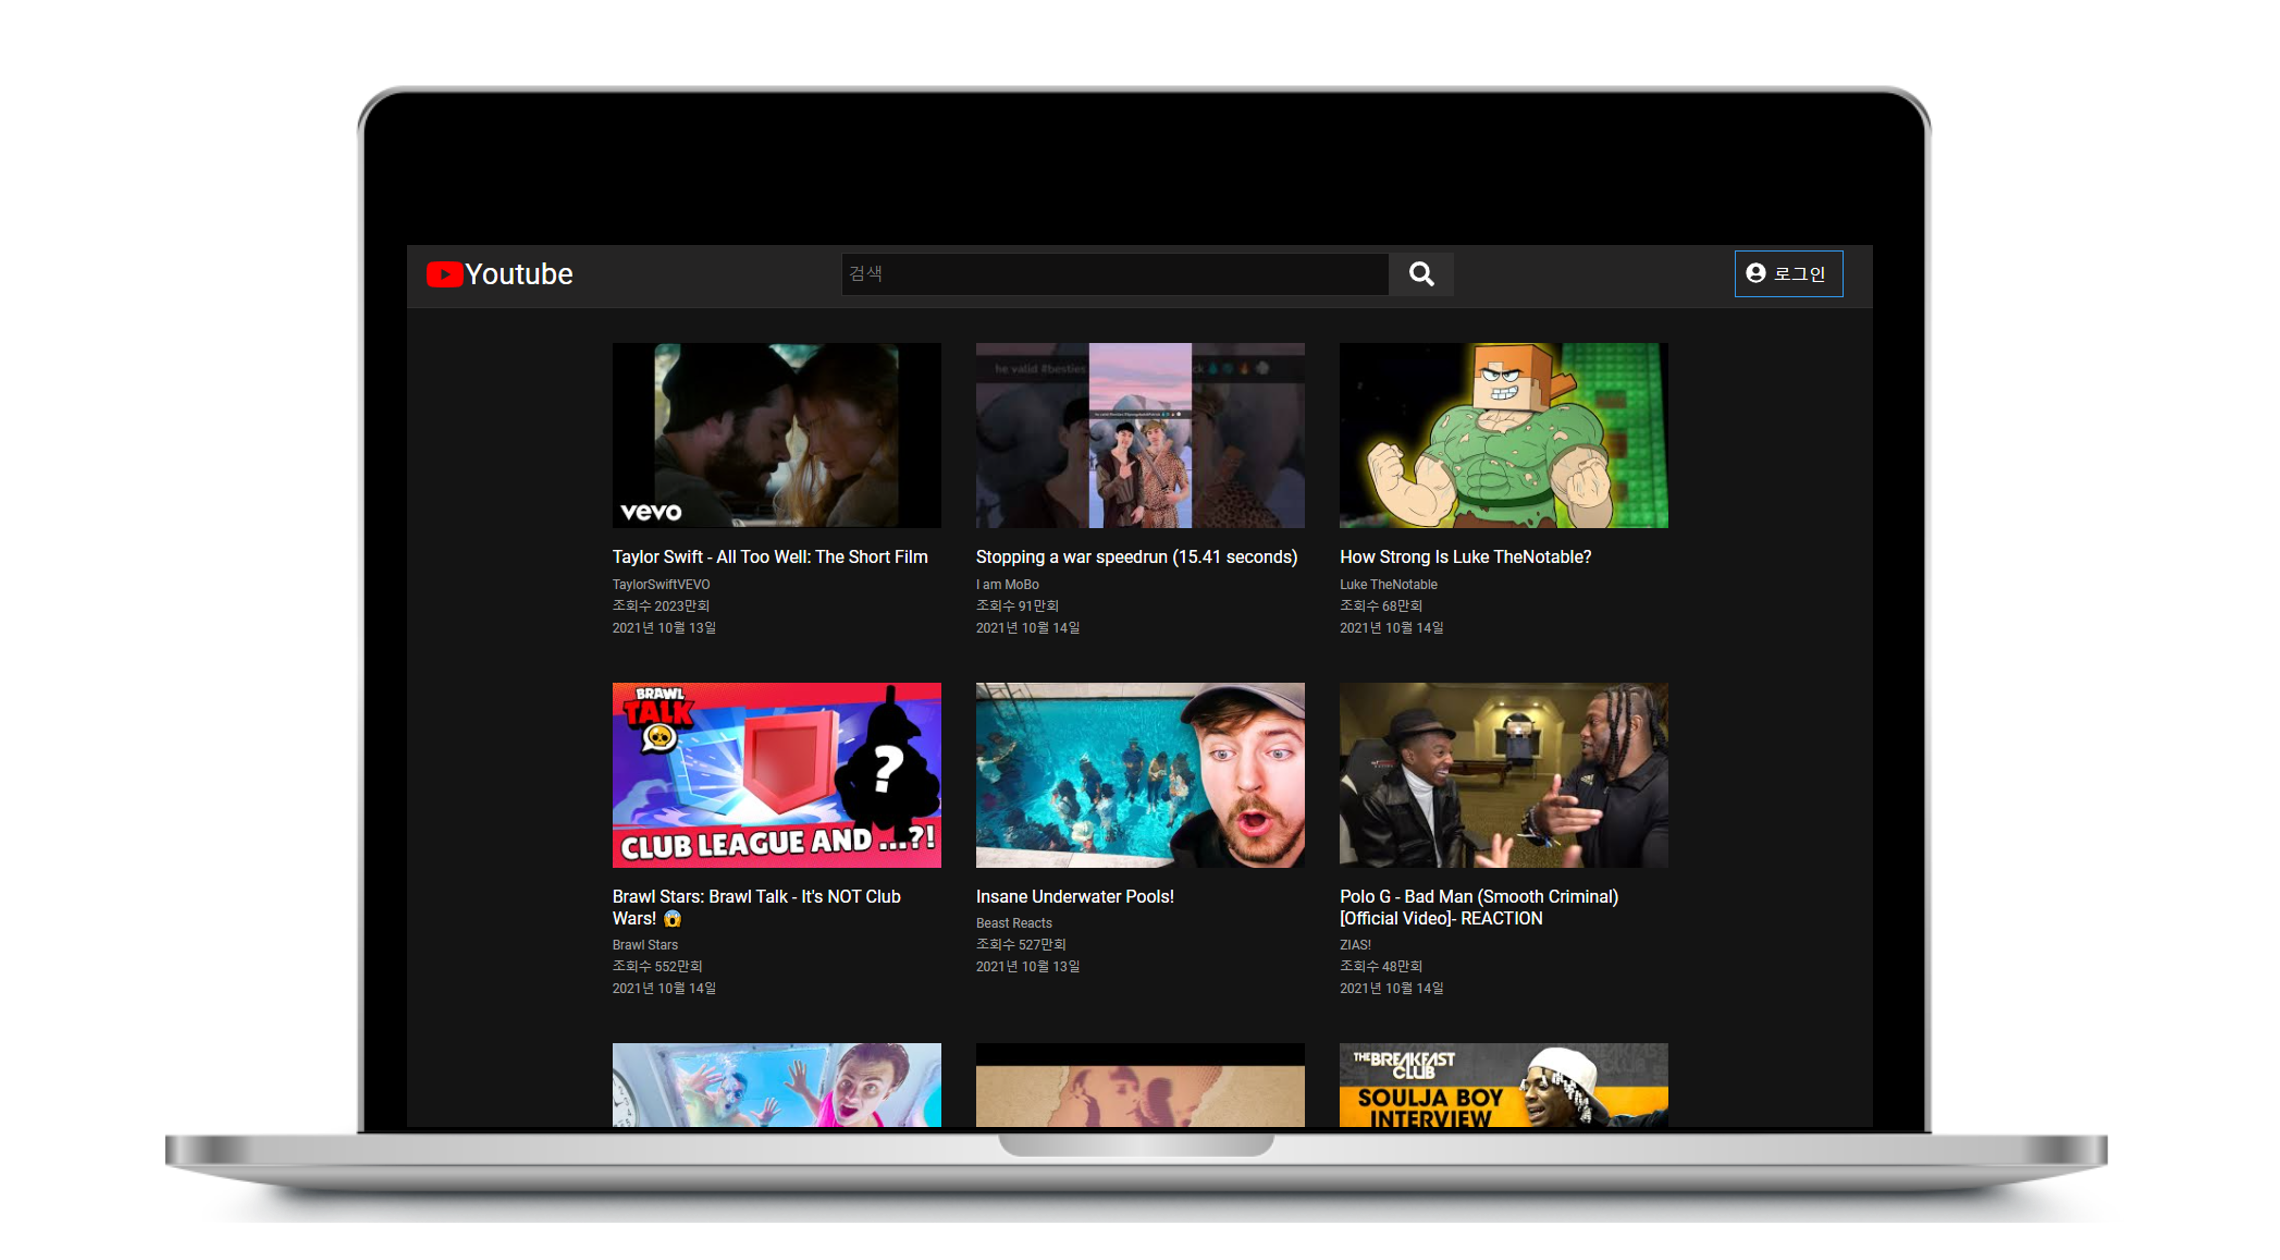 Youtube
검색
로그인
he valid #besties
ck
vevo
Taylor Swift - All Too Well: The Short Film
TaylorSwiftVEVO
조회수 2023만회
2021년 10월 13일
Stopping a war speedrun (15.41 seconds)
I am MoBo
조회수 91만회
2021년 10월 14일
How Strong Is Luke TheNotable?
Luke TheNotable
조회수 68만회
2021년 10월 14일
BRAWL
TALK
?
CLUB LEAGUE AND ...?!
Brawl Stars: Brawl Talk - It's NOT Club
Wars! 😱
Brawl Stars
조회수 552만회
2021년 10월 14일
Insane Underwater Pools!
Beast Reacts
조회수 527만회
2021년 10월 13일
Polo G - Bad Man (Smooth Criminal)
[Official Video]- REACTION
ZIAS!
조회수 48만회
2021년 10월 14일
THE BREAKFAST
CLUB
SOULJA BOY
INTERVIEW